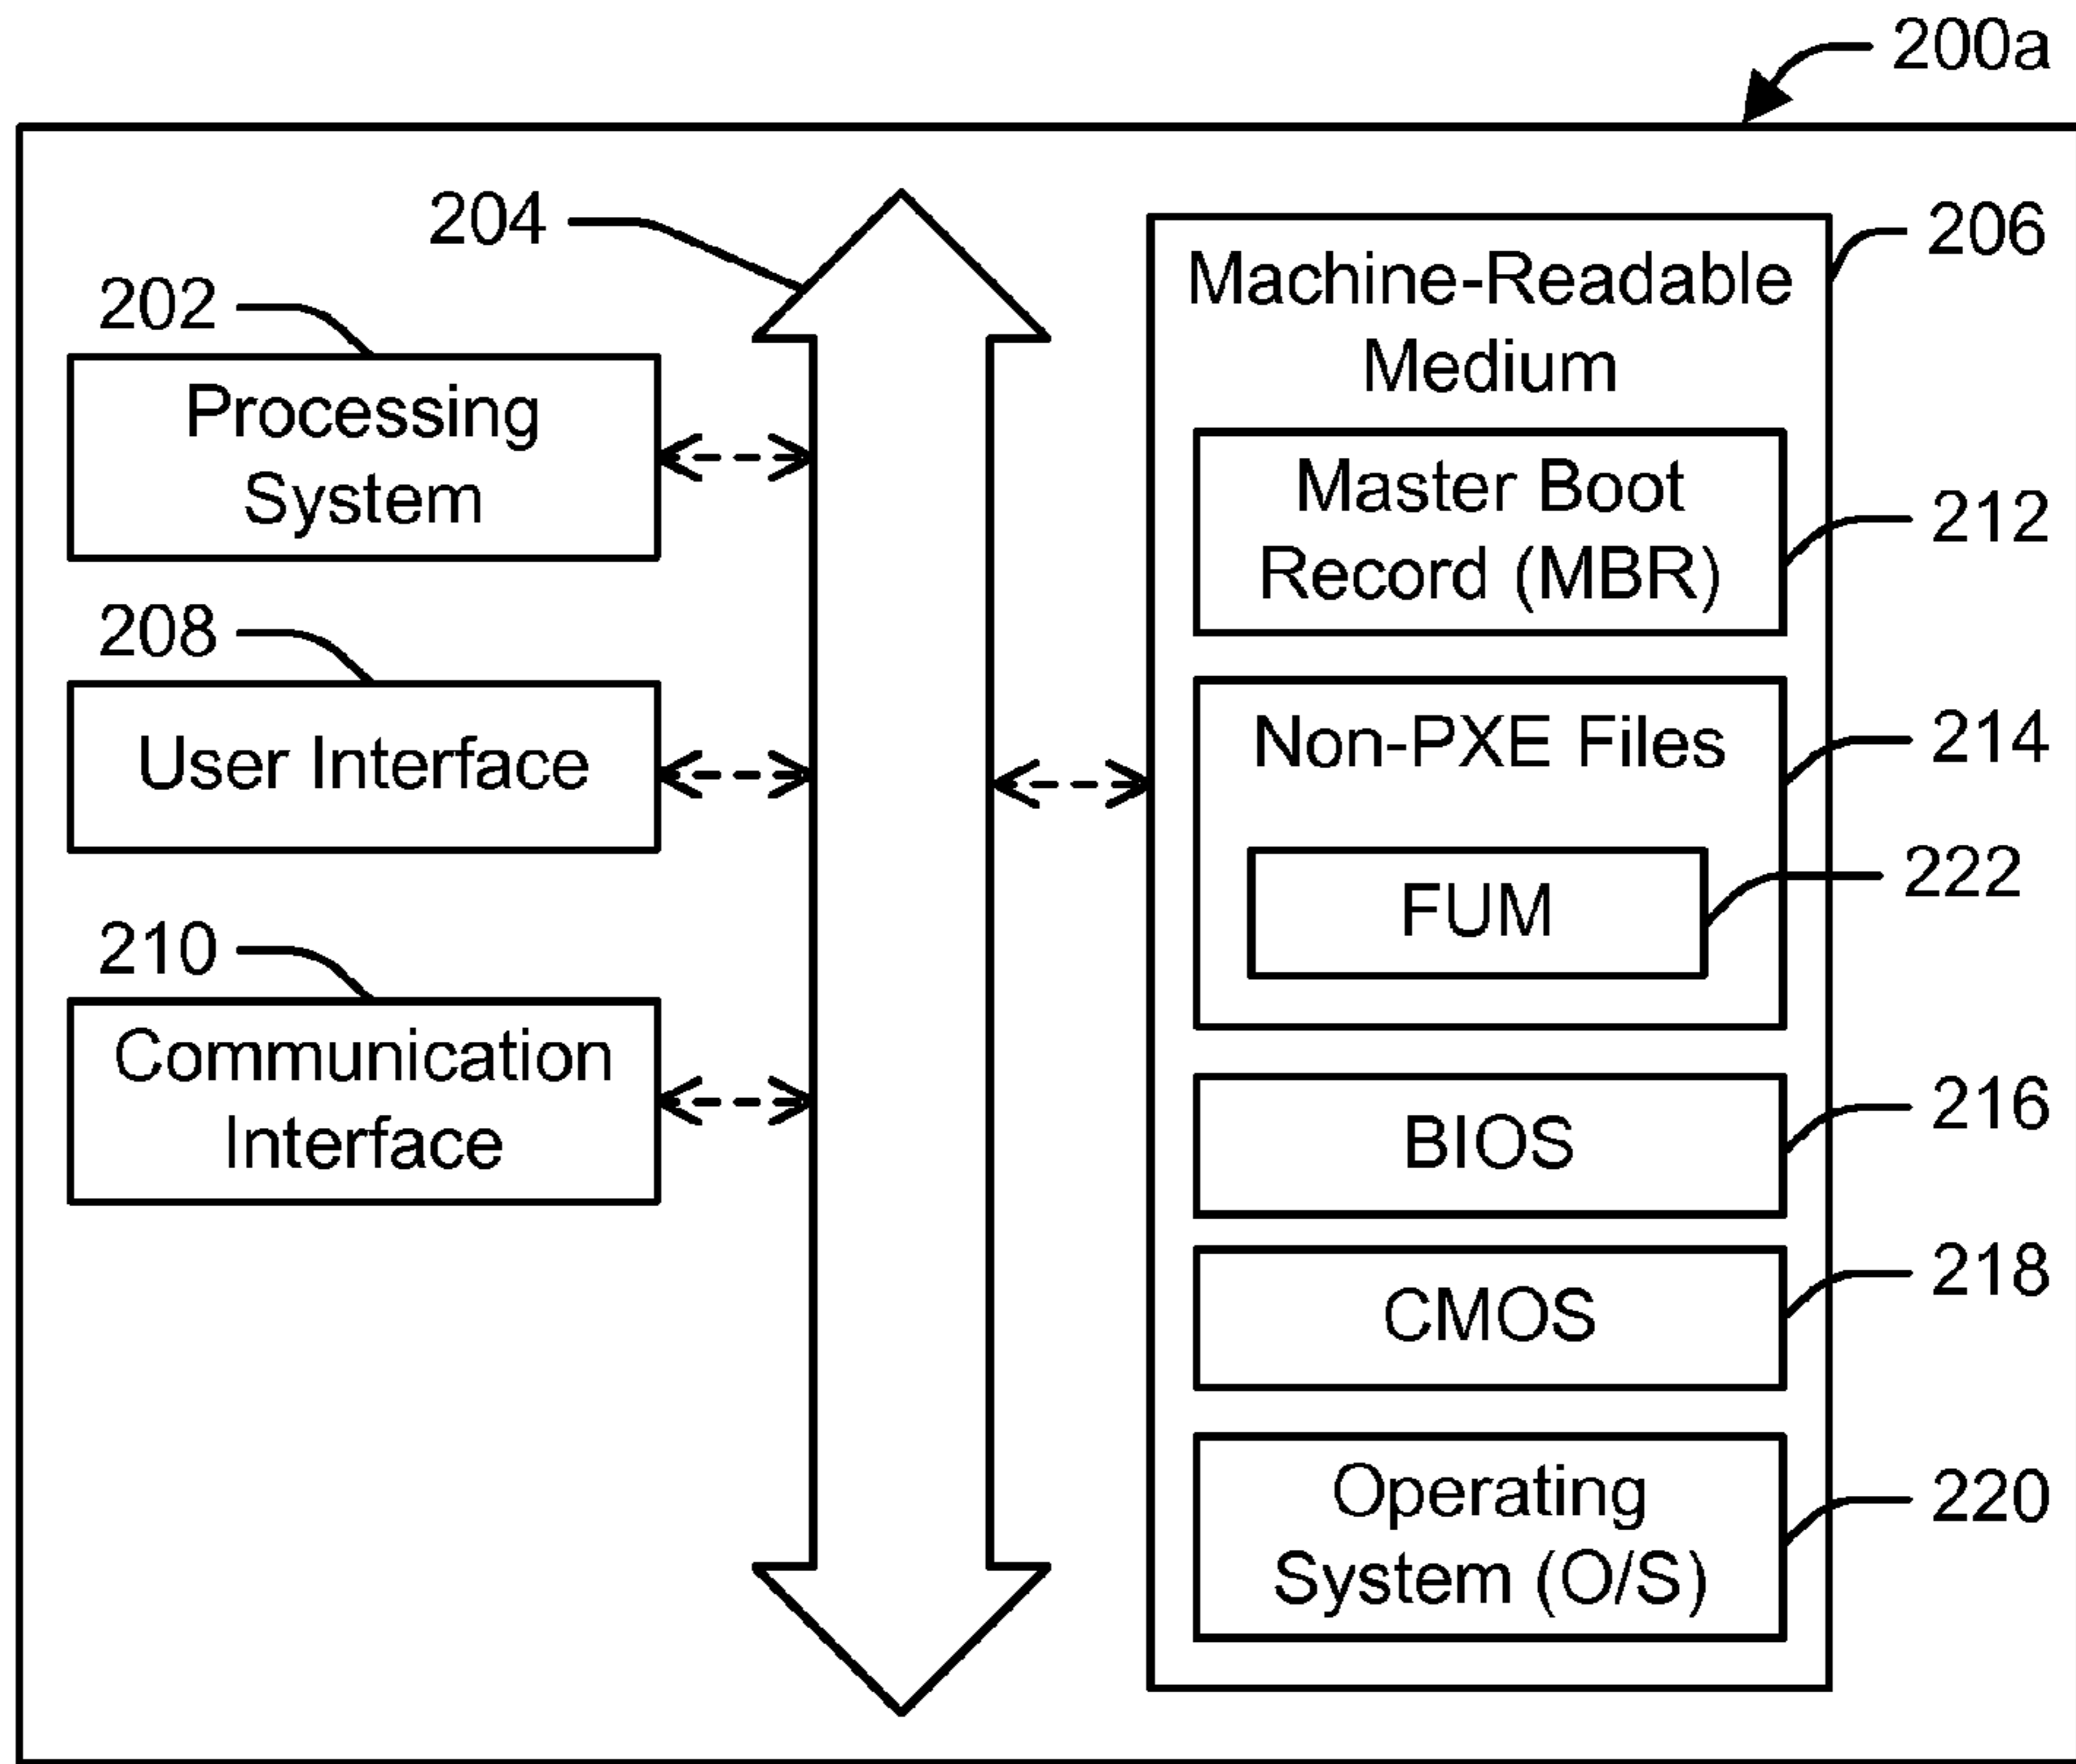 200a
204
206
202
Machine-Readable
Medium
Processing
System
Master Boot
Record (MBR)
212
208
User Interface
Non-PXE Files
214
FUM
222
210
Communication
Interface
BIOS
216
CMOS
218
Operating
System (O/S)
220